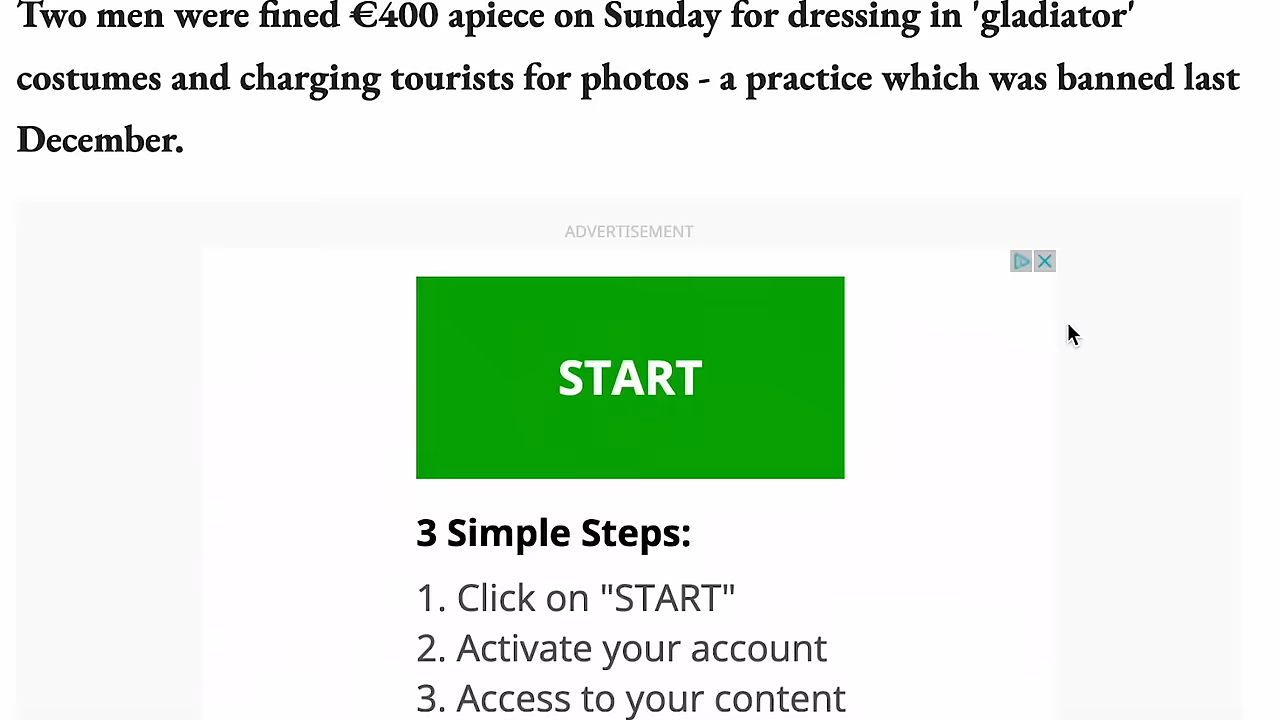 Two men were fined €400 apiece on Sunday for dressing in 'gladiator'
costumes and charging tourists for photos - a practice which was banned last
December.
ADVERTISEMENT
START
3 Simple Steps:
1. Click on "START"
2. Activate your account
3. Access to your content